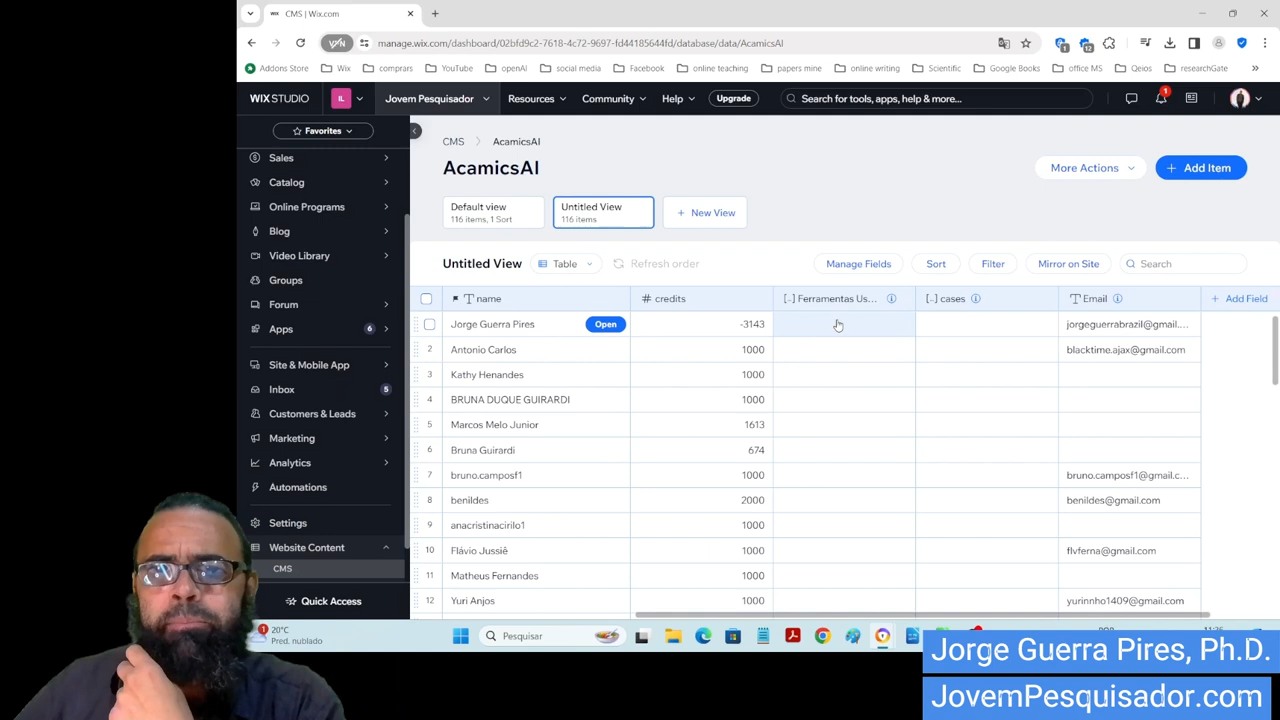 CMS | Wix.com
VPN
manage.wix.com/dashboard/02bfd9c2-7618-4c72-9697-fd44185644fd/database/data/AcamicsAI
1
12
Addons Store
Wix
comprars
YouTube
openAI
social media
Facebook
online teaching
papers mine
online writing
Scientific
Google Books
office MS
Qeios
researchGate
WIX STUDIO
IL
Jovem Pesquisador
Resources
Community
Help
Upgrade
Search for tools, apps, help & more...
1
Favorites
Sales
Catalog
Online Programs
Blog
Video Library
Groups
Forum
Apps
6
Site & Mobile App
Inbox
5
Customers & Leads
Marketing
Analytics
Automations
Settings
Website Content
CMS
Quick Access
CMS > AcamicsAI
AcamicsAI
More Actions
+ Add Item
Default view
116 items, 1 Sort
Untitled View
116 items
+ New View
Untitled View
Table
Refresh order
Manage Fields
Sort
Filter
Mirror on Site
Search
name
# credits
[..] Ferramentas Us...
[..] cases
Email
+ Add Field
Jorge Guerra Pires Open -3143 jorgeguerrabrazil@gmail....
2 Antonio Carlos 1000 blacktime.ajax@gmail.com
3 Kathy Henandes 1000
4 BRUNA DUQUE GUIRARDI 1000
5 Marcos Melo Junior 1613
6 Bruna Guirardi 674
7 bruno.camposf1 1000 bruno.camposf1@gmail.c...
8 benildes 2000 benildes@gmail.com
9 anacristinacirilo1 1000
10 Flávio Jussiê 1000 flvferna@gmail.com
11 Matheus Fernandes 1000
12 Yuri Anjos 1000 yurinnho1409@gmail.com
1
20°C
Pred. nublado
Pesquisar
Jorge Guerra Pires, Ph.D.
JovemPesquisador.com